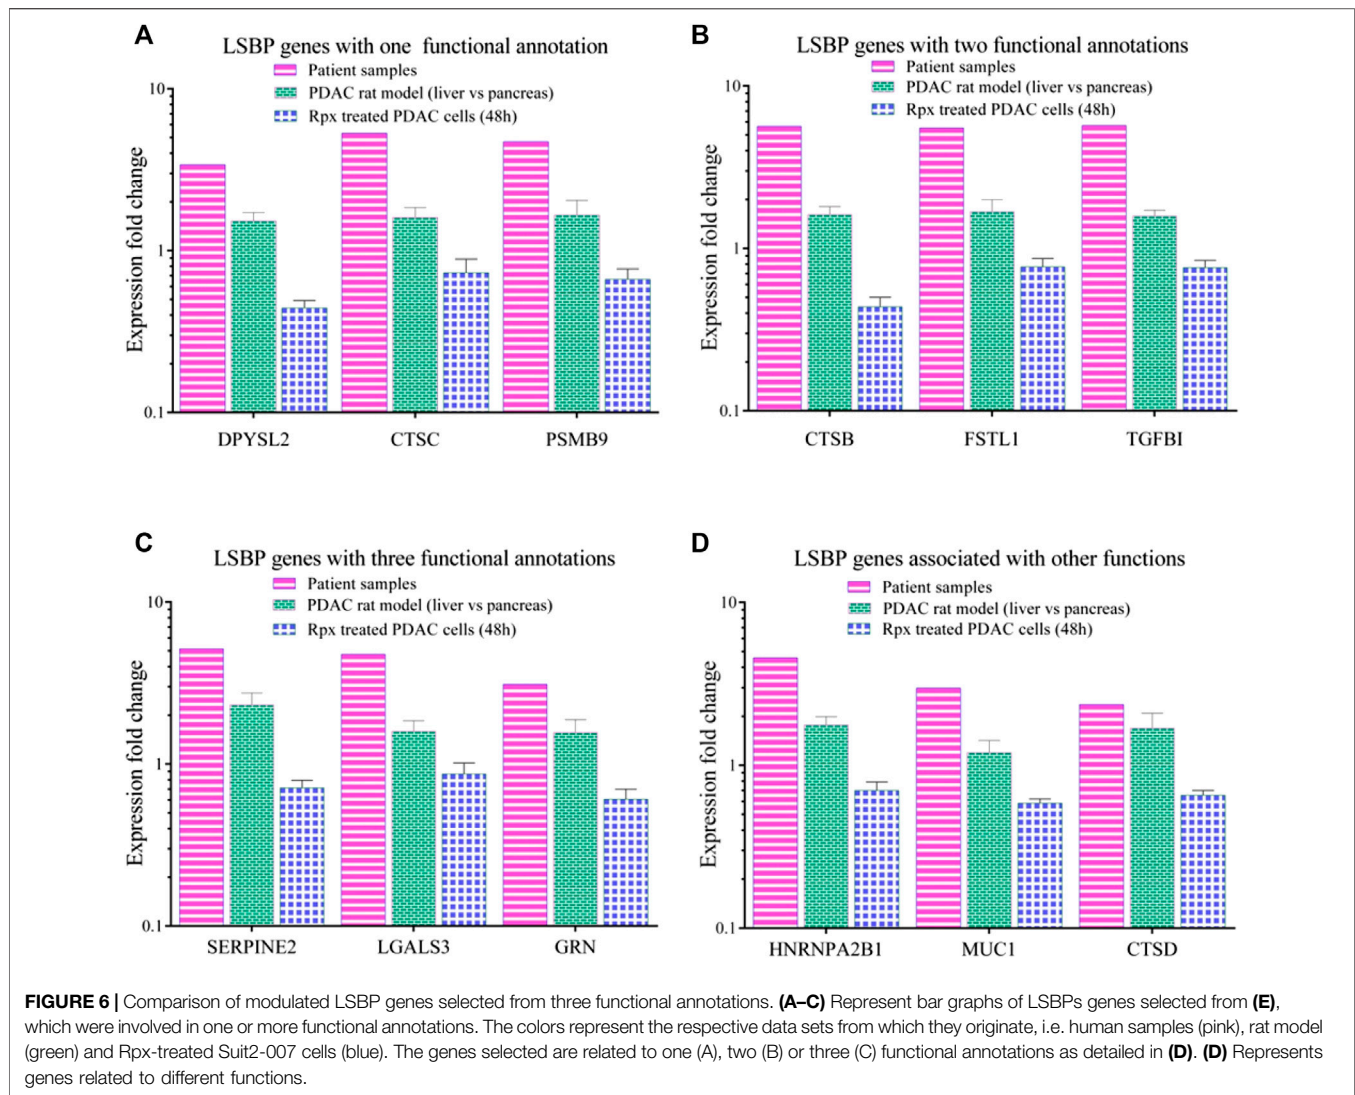 A
LSBP genes with one functional annotation
Patient samples
PDAC rat model (liver vs pancreas)
Rpx treated PDAC cells (48h)
Expression fold change
10
1
0.1
DPYSL2 CTSC PSMB9
B
LSBP genes with two functional annotations
Patient samples
PDAC rat model (liver vs pancreas)
Rpx treated PDAC cells (48h)
Expression fold change
10
1
0.1
CTSB FSTL1 TGFBI
C
LSBP genes with three functional annotations
Patient samples
PDAC rat model (liver vs pancreas)
Rpx treated PDAC cells (48h)
Expression fold change
10
1
0.1
SERPINE2 LGALS3 GRN
D
LSBP genes associated with other functions
Patient samples
PDAC rat model (liver vs pancreas)
Rpx treated PDAC cells (48h)
Expression fold change
10
1
0.1
HNRNPA2B1 MUC1 CTSD
FIGURE 6 | Comparison of modulated LSBP genes selected from three functional annotations. (A–C) Represent bar graphs of LSBPs genes selected from (E),
which were involved in one or more functional annotations. The colors represent the respective data sets from which they originate, i.e. human samples (pink), rat model
(green) and Rpx-treated Suit2-007 cells (blue). The genes selected are related to one (A), two (B) or three (C) functional annotations as detailed in (D). (D) Represents
genes related to different functions.